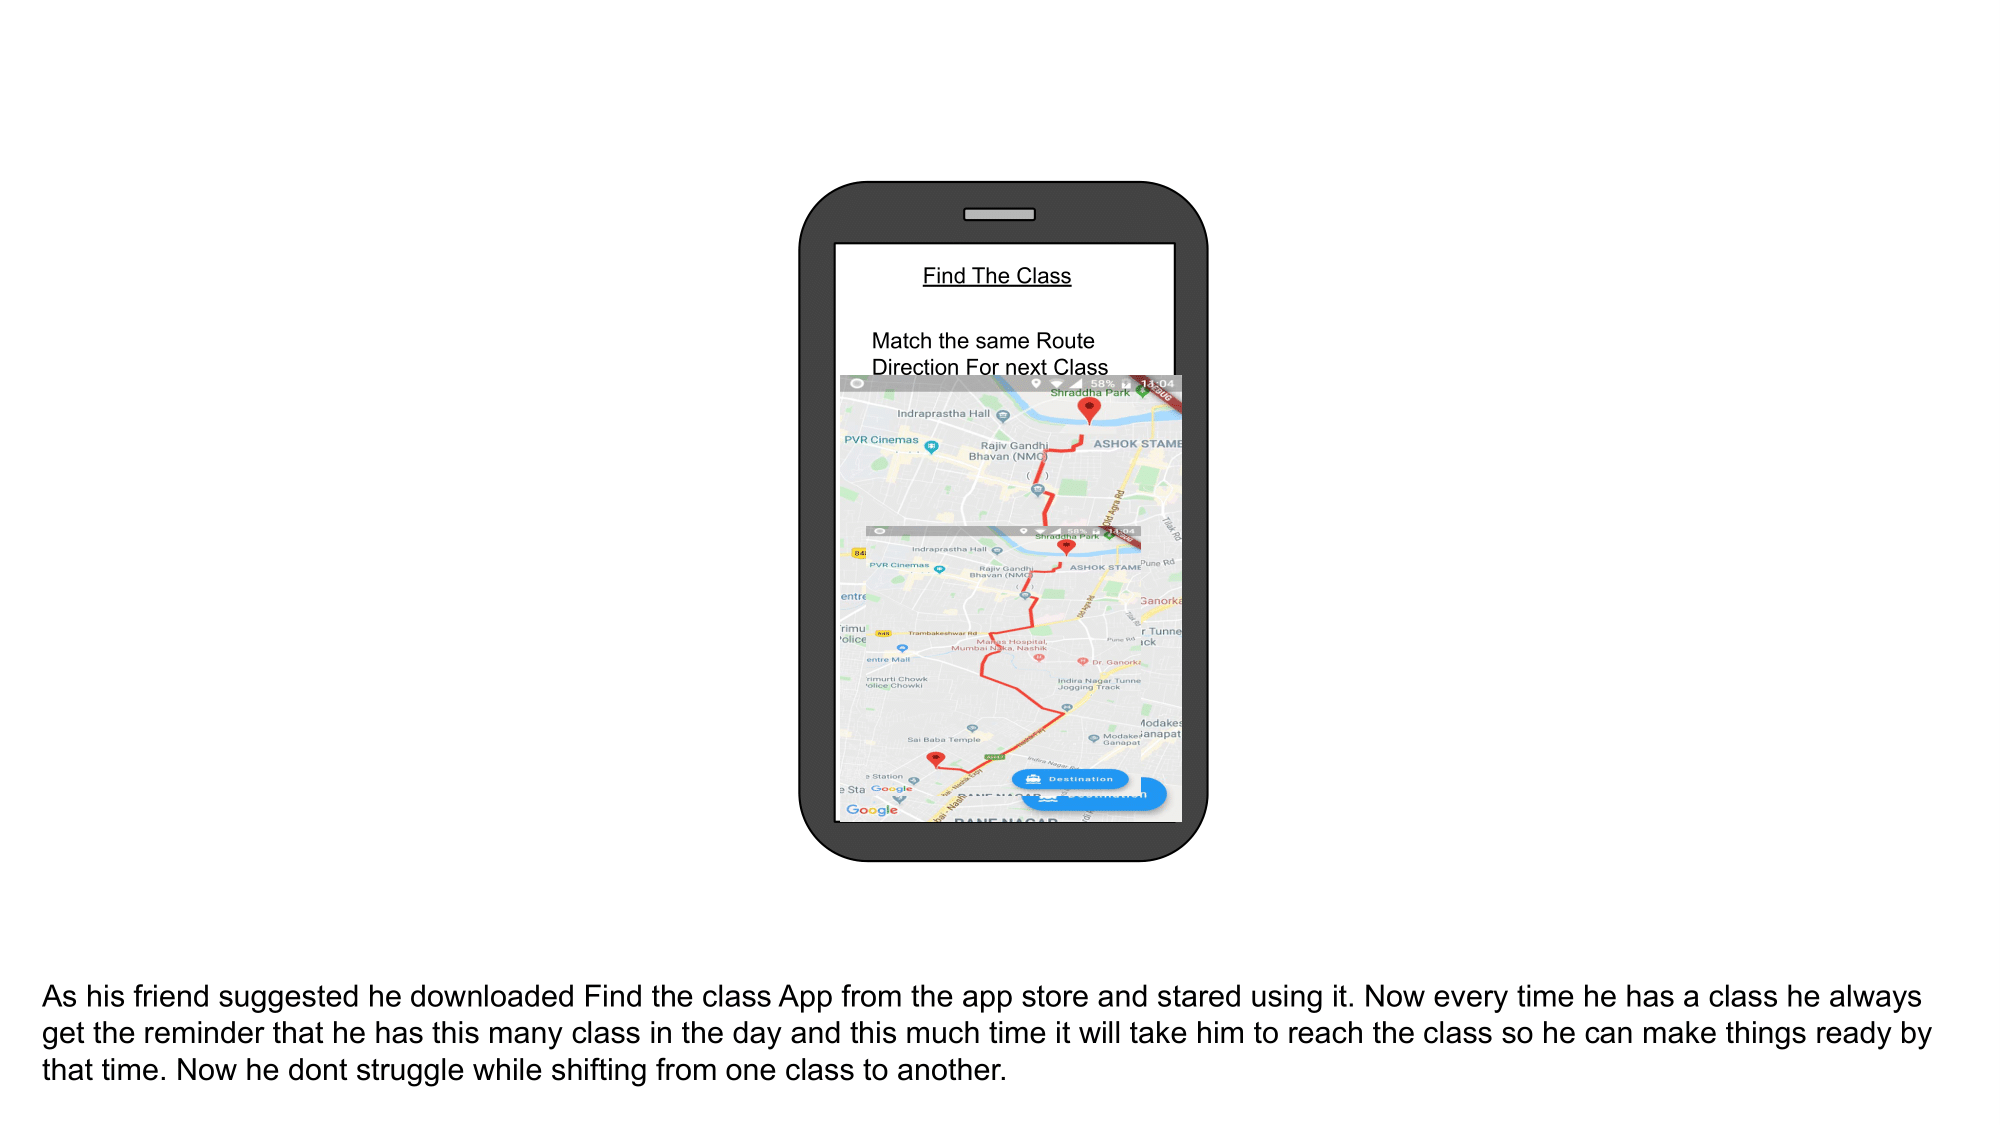 Find The Class
Match the same Route
Direction For next Class
58% 11:04
Shraddha Park
Indraprastha Hall
PVR Cinemas
Rajiv Gandhi
Bhavan (NMC)
ASHOK STAME
Old Agra Rd
Tilak Rd
58% 11:04
Shraddha Park
Indraprastha Hall
PVR Cinemas
Rajiv Gandhi
Bhavan (NMC)
ASHOK STAME
Pune Rd
Old Agra Rd
entre
Ganorka
rimu
olice
848
Trambakeshwar Rd
r Tunne
ack
Pune Rd
Manas Hospital,
Mumbai Naka, Nashik
entre Mall
Dr. Ganorka
rimurti Chowk
olice Chowki
Indira Nagar Tunne
Jogging Track
Modakes
anapat
Sai Baba Temple
Modakes
Ganapat
e Station
Destination
e Sta
Google
RANE NAGAR
Google
RANE NAGAR
As his friend suggested he downloaded Find the class App from the app store and stared using it. Now every time he has a class he always
get the reminder that he has this many class in the day and this much time it will take him to reach the class so he can make things ready by
that time. Now he dont struggle while shifting from one class to another.